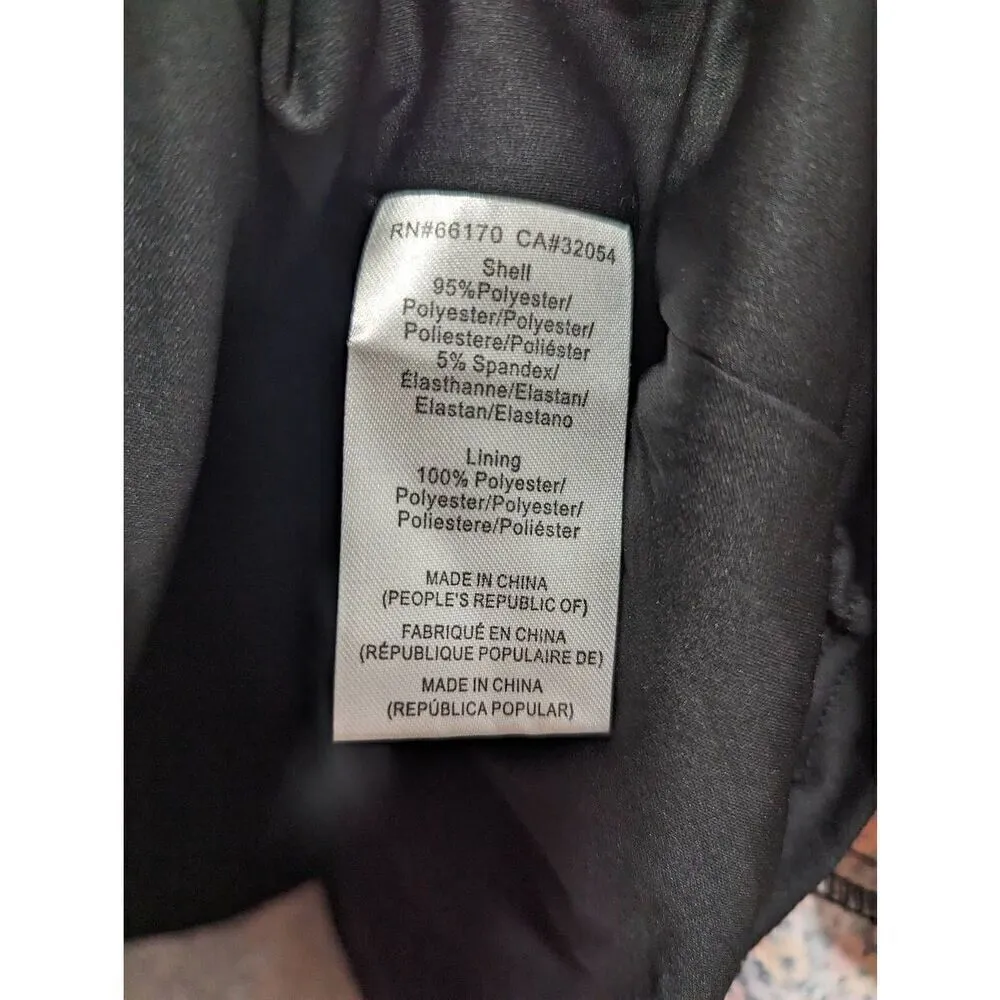 RN#66170 CA#32054
Shell
95%Polyester/
Polyester/Polyester/
Poliestere/Poliéster
5% Spandex/
Élasthanne/Elastan/
Elastan/Elastano
Lining
100% Polyester/
Polyester/Polyester/
Poliestere/Poliéster
MADE IN CHINA
(PEOPLE'S REPUBLIC OF)
FABRIQUÉ EN CHINA
(RÉPUBLIQUE POPULAIRE DE)
MADE IN CHINA
(REPÚBLICA POPULAR)